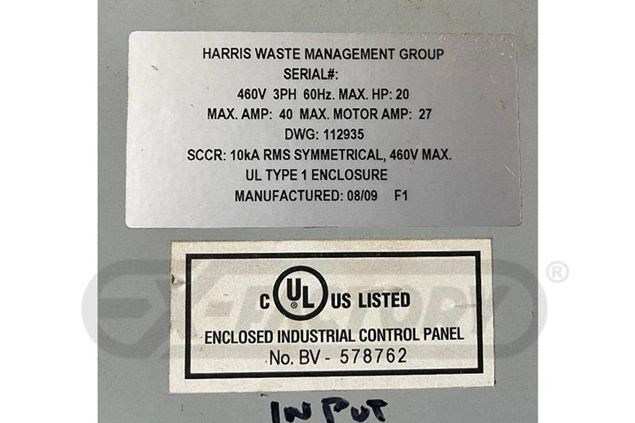 HARRIS WASTE MANAGEMENT GROUP
SERIAL#:
460V 3PH 60Hz. MAX. HP: 20
MAX. AMP: 40 MAX. MOTOR AMP: 27
DWG: 112935
SCCR: 10kA RMS SYMMETRICAL, 460V MAX.
UL TYPE 1 ENCLOSURE
MANUFACTURED: 08/09 F1
C UL ® US LISTED
EX-FACTORY ®
ENCLOSED INDUSTRIAL CONTROL PANEL
No. BV - 578762
INPUT